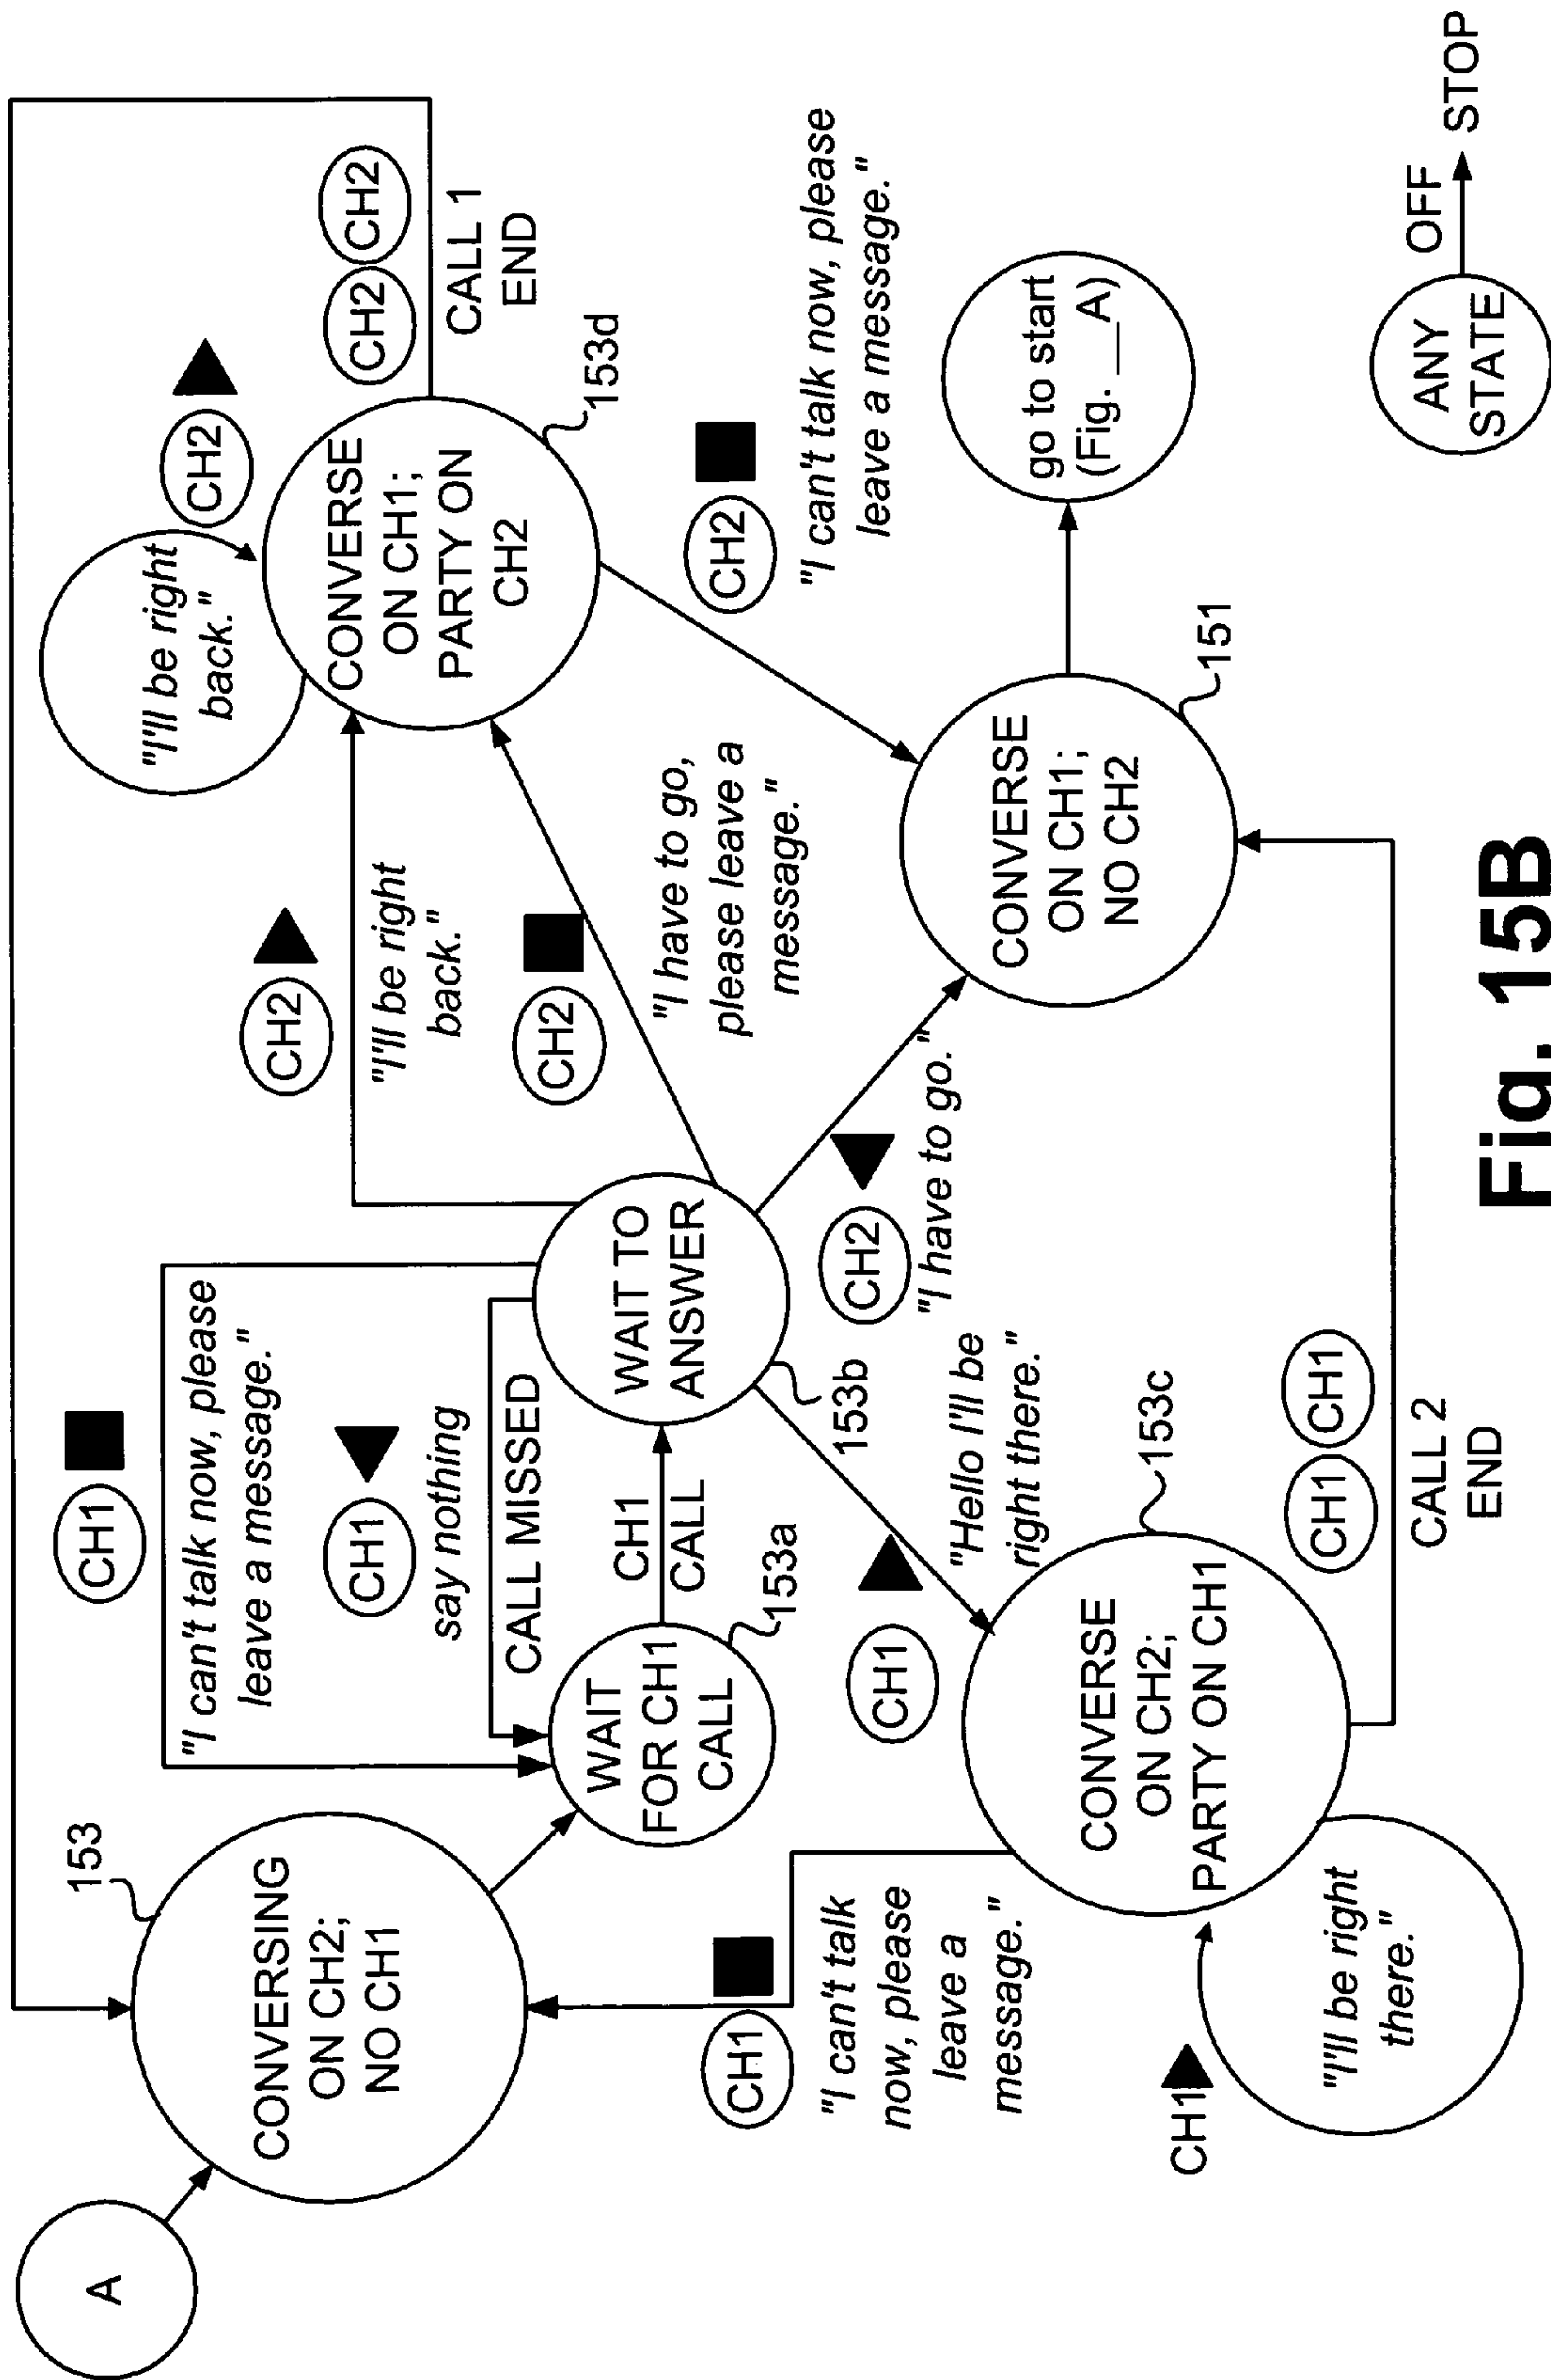 A
153
CONVERSING
ON CH2;
NO CH1
CH1
"I can't talk now, please
leave a message."
CH1
say nothing
CALL MISSED
WAIT
FOR CH1
CALL
153a
CH1
CALL
WAIT TO
ANSWER
153b
CH2
"I'll be right
back."
CH2
"I have to go,
please leave a
message."
CH2
"I have to go."
"I'll be right
back."
CH2
CONVERSE
ON CH1;
PARTY ON
CH2
153d
CH2 CH2
CALL 1
END
CH2
"I can't talk now, please
leave a message."
CONVERSE
ON CH1;
NO CH2
151
go to start
(Fig. __A)
CH1
"Hello I'll be
right there."
CONVERSE
ON CH2;
PARTY ON CH1
153c
CH1
"I can't talk
now, please
leave a
message."
CH1
"I'll be right
there."
CH1 CH1
CALL 2
END
ANY
STATE
OFF
STOP
Fig. 15B